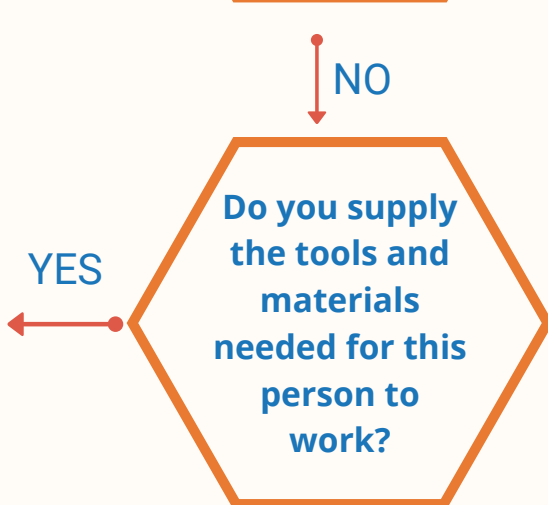 NO
YES
Do you supply
the tools and
materials
needed for this
person to
work?